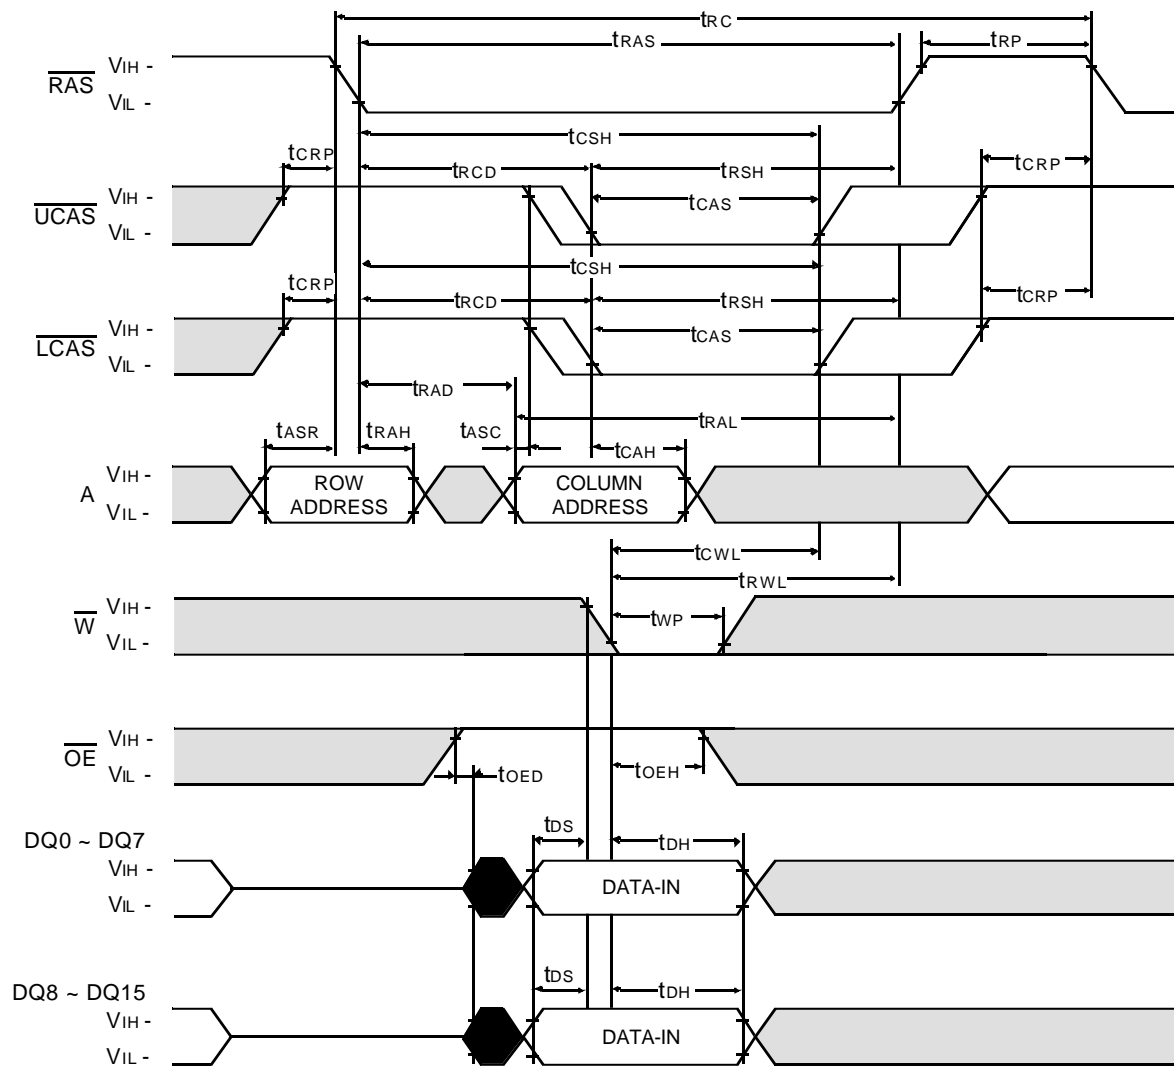 tRC
tRAS
tRP
RAS
VIH -
VIL -
tCSH
tCRP
tRCD
tRSH
tCRP
UCAS
VIH -
VIL -
tCAS
tCSH
tCRP
tRCD
tRSH
tCRP
LCAS
VIH -
VIL -
tCAS
tRAD
tRAL
tASR
tRAH
tASC
tCAH
A
VIH -
VIL -
ROW
ADDRESS
COLUMN
ADDRESS
tCWL
tRWL
W
VIH -
VIL -
tWP
OE
VIH -
VIL -
tOED
tOEH
DQ0 ~ DQ7
VIH -
VIL -
tDS
tDH
DATA-IN
DQ8 ~ DQ15
VIH -
VIL -
tDS
tDH
DATA-IN